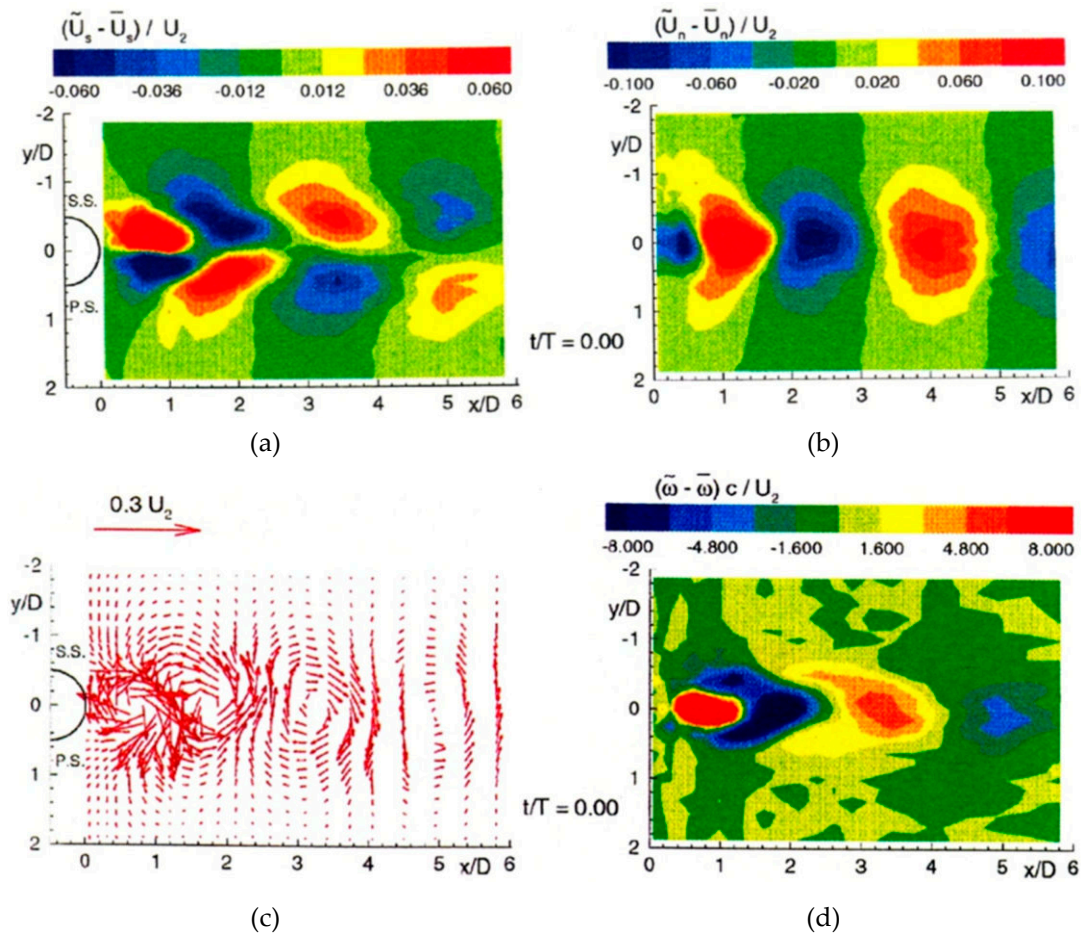 (Ũs - Ūs) / U2
-0.060 -0.036 -0.012 0.012 0.036 0.060
-2
y/D
-1
S.S.
0
P.S.
1
2
0 1 2 3 4 5 x/D 6
t/T = 0.00
(a)
(Ũn - Ūn) / U2
-0.100 -0.060 -0.020 0.020 0.060 0.100
-2
y/D
-1
0
1
2
0 1 2 3 4 5 x/D 6
(b)
0.3 U2
-2
y/D
-1
S.S.
0
P.S.
1
2
0 1 2 3 4 5 x/D 6
t/T = 0.00
(c)
(ω̃ - ω̄) c / U2
-8.000 -4.800 -1.600 1.600 4.800 8.000
-2
y/D
-1
0
1
2
0 1 2 3 4 5 x/D 6
(d)